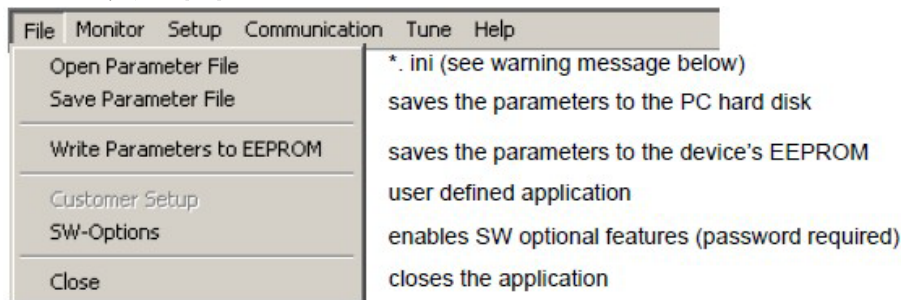 File Monitor Setup Communication Tune Help
Open Parameter File *. ini (see warning message below)
Save Parameter File saves the parameters to the PC hard disk
Write Parameters to EEPROM saves the parameters to the device's EEPROM
Customer Setup user defined application
SW-Options enables SW optional features (password required)
Close closes the application